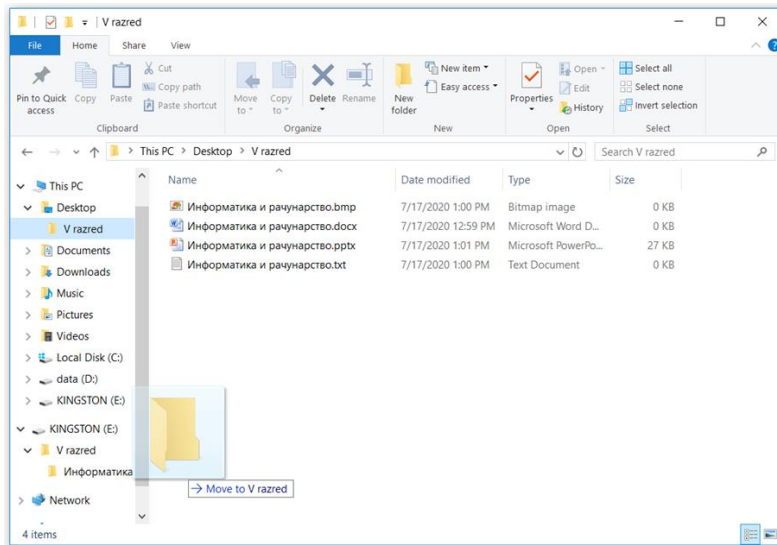 V razred
File Home Share View
Pin to Quick access
Copy
Paste
Cut
Copy path
Paste shortcut
Clipboard
Move to
Copy to
Delete
Rename
Organize
New folder
New item
Easy access
New
Properties
Open
Edit
History
Open
Select all
Select none
Invert selection
Select
This PC > Desktop > V razred
Search V razred
Name Date modified Type Size
Информатика и рачунарство.bmp 7/17/2020 1:00 PM Bitmap image 0 KB
Информатика и рачунарство.docx 7/17/2020 12:59 PM Microsoft Word D... 0 KB
Информатика и рачунарство.pptx 7/17/2020 1:01 PM Microsoft PowerPo... 27 KB
Информатика и рачунарство.txt 7/17/2020 1:00 PM Text Document 0 KB
This PC
Desktop
V razred
Documents
Downloads
Music
Pictures
Videos
Local Disk (C:)
data (D:)
KINGSTON (E:)
KINGSTON (E:)
V razred
Информатика
Network
→ Move to V razred
4 items